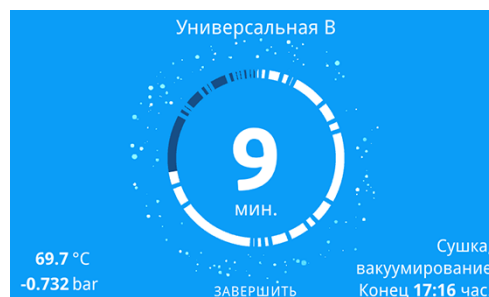 Универсальная B
9
мин.
69.7 °C
-0.732 bar
Сушка
вакуумирование
Конец 17:16 час
ЗАВЕРШИТЬ